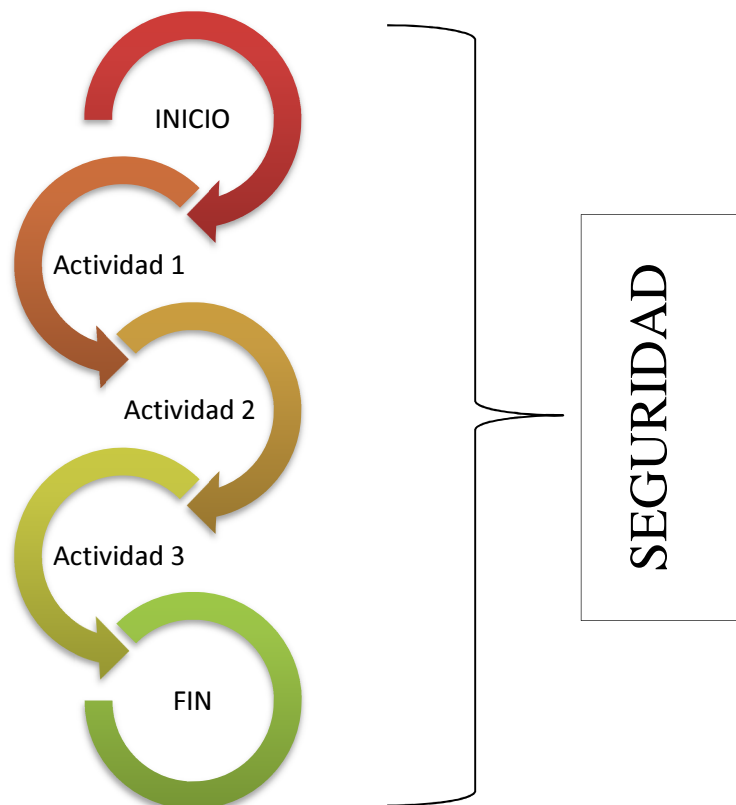 INICIO
Actividad 1
Actividad 2
Actividad 3
FIN
SEGURIDAD